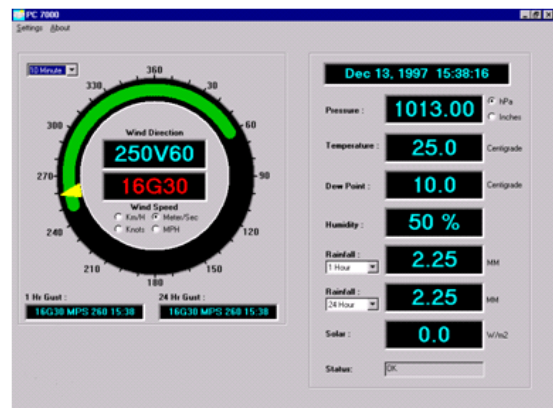 PC 7000
Settings About
10 Minute
360
330 30
300 60
Wind Direction
250V60
270 90
16G30
Wind Speed
Km/H Meter/Sec
Knots MPH
240 120
210 150
180
1 Hr Gust : 24 Hr Gust :
16G30 MPS 260 15:38 16G30 MPS 260 15:38
Dec 13, 1997 15:38:16
Pressure : 1013.00 hPa
Inches
Temperature : 25.0 Centigrade
Dew Point : 10.0 Centigrade
Humidity : 50 %
Rainfall :
1 Hour 2.25 MM
Rainfall :
24 Hour 2.25 MM
Solar : 0.0 W/m2
Status: OK